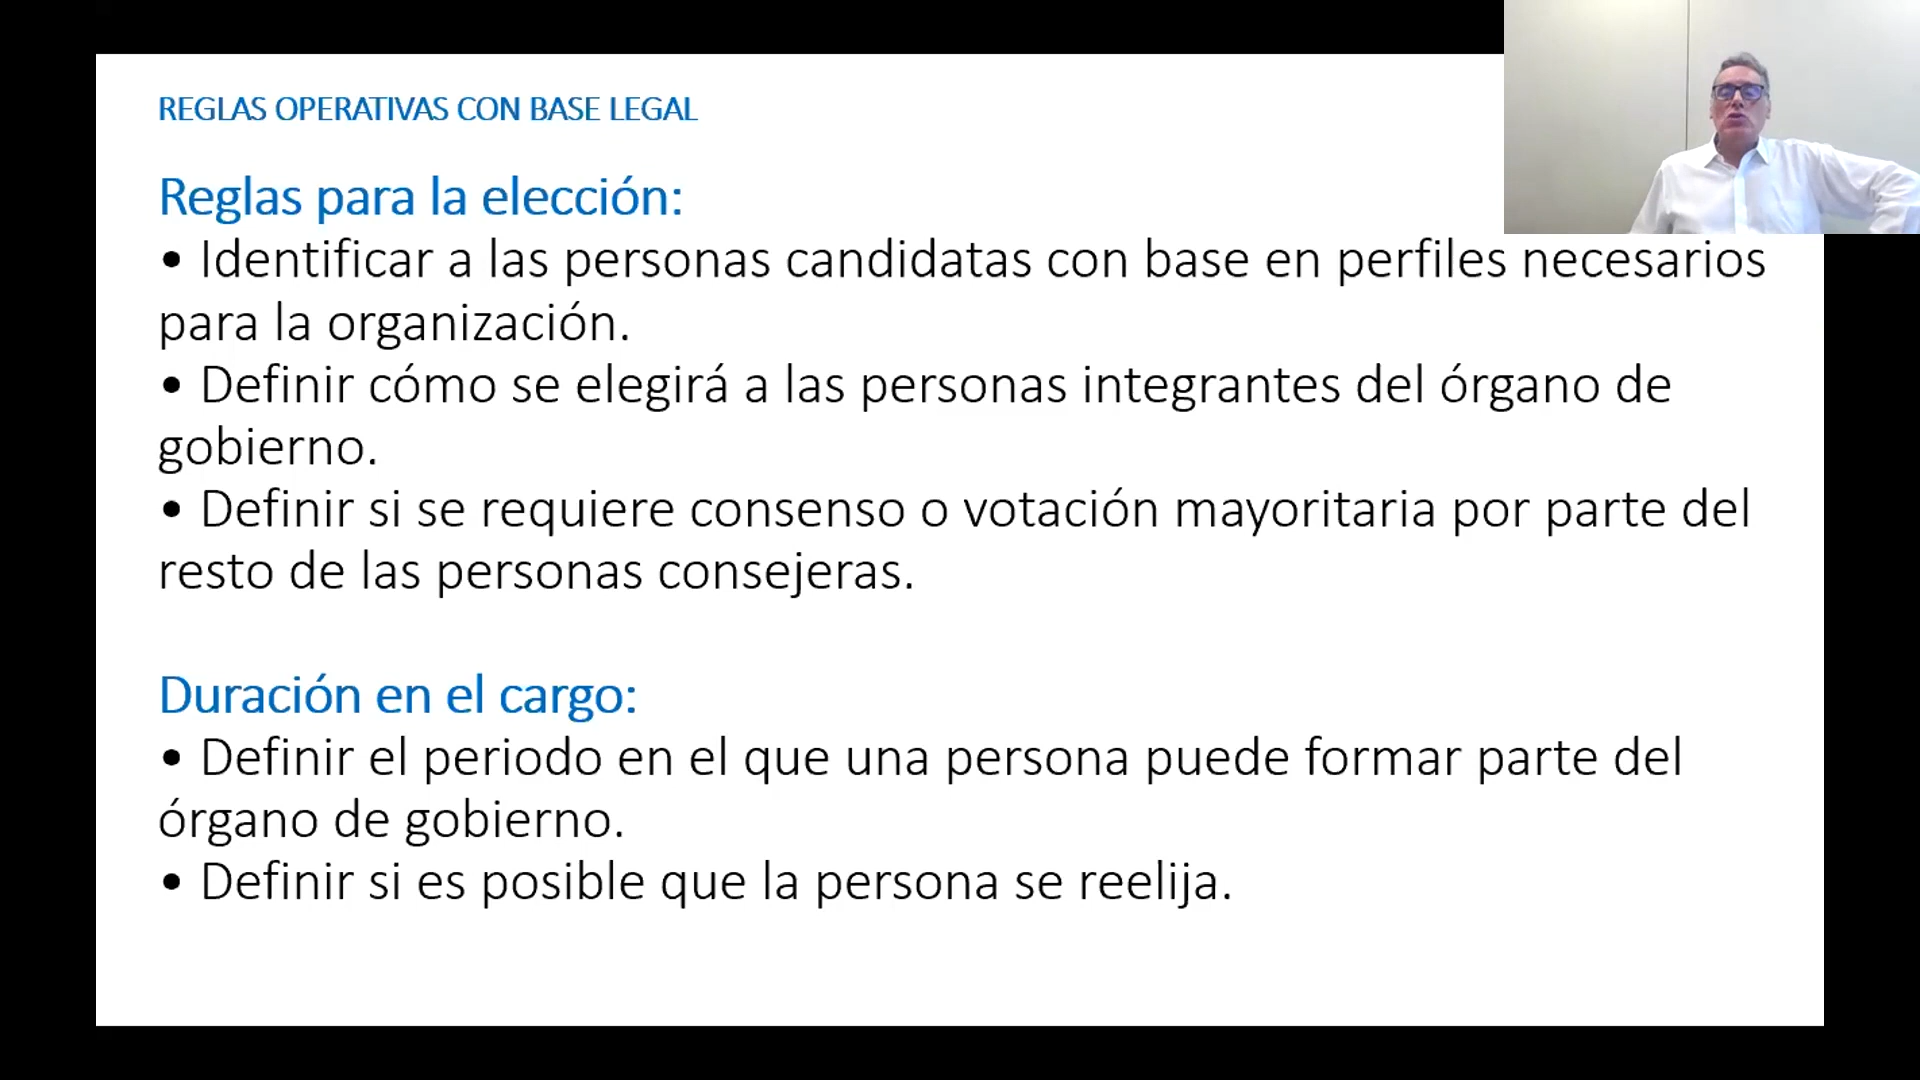 REGLAS OPERATIVAS CON BASE LEGAL
Reglas para la elección:
• Identificar a las personas candidatas con base en perfiles necesarios
para la organización.
• Definir cómo se elegirá a las personas integrantes del órgano de
gobierno.
• Definir si se requiere consenso o votación mayoritaria por parte del
resto de las personas consejeras.
Duración en el cargo:
• Definir el periodo en el que una persona puede formar parte del
órgano de gobierno.
• Definir si es posible que la persona se reelija.